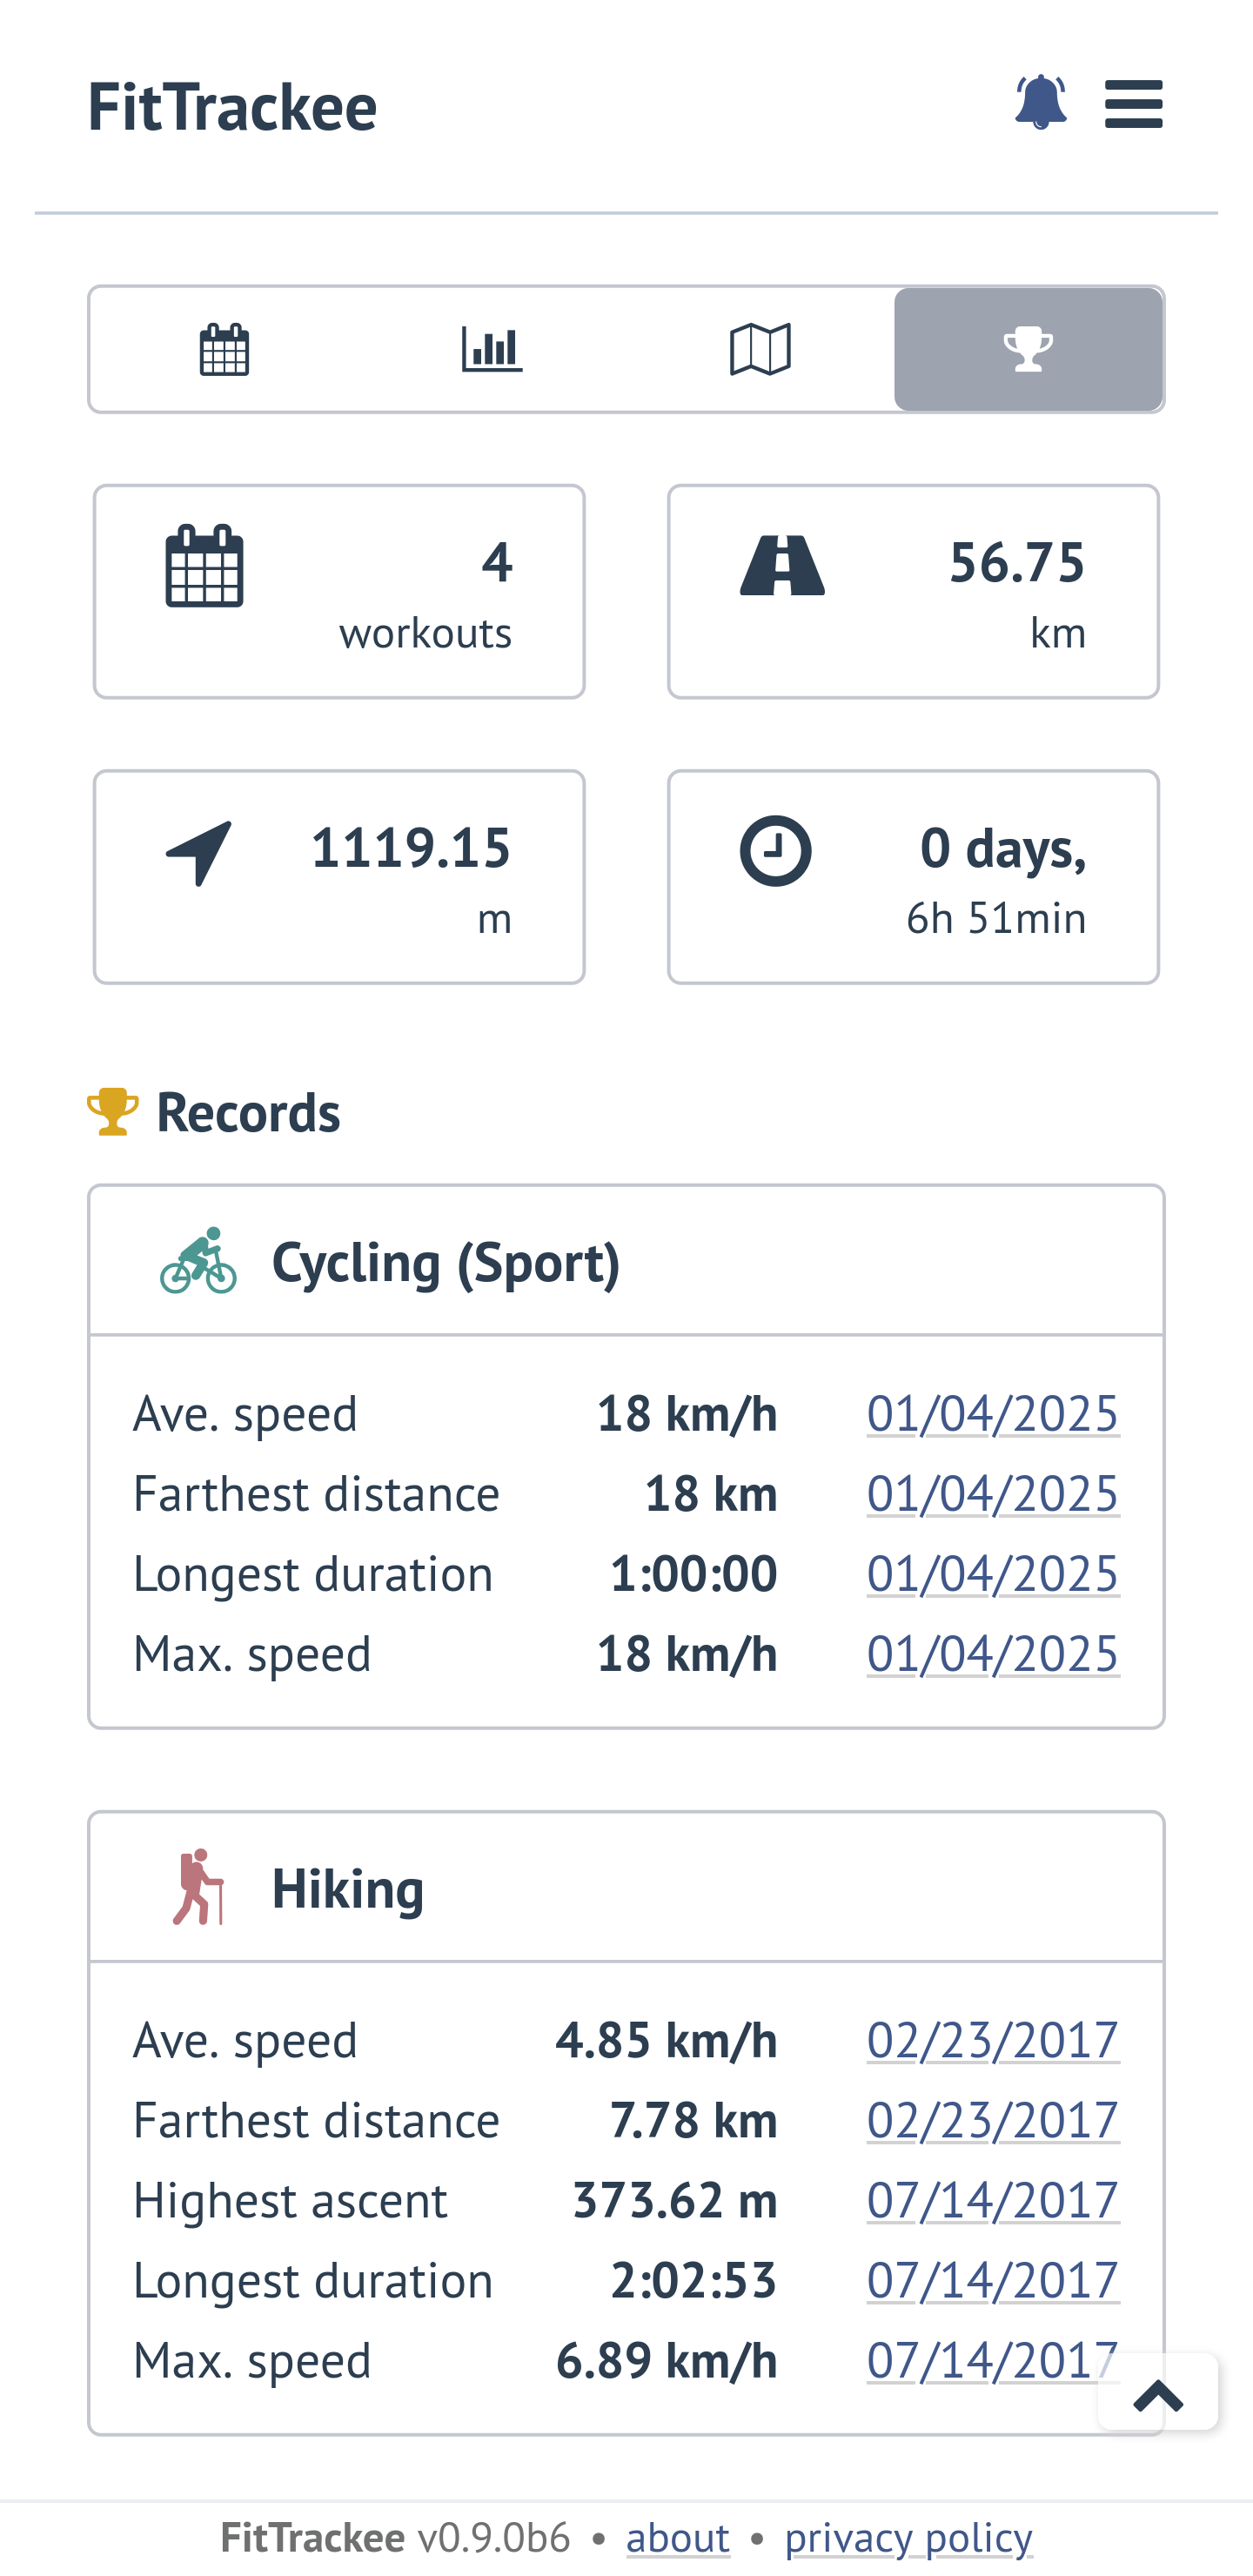 FitTrackee
4
workouts
56.75
km
1119.15
m
0 days,
6h 51min
Records
Cycling (Sport)
Ave. speed 18 km/h 01/04/2025
Farthest distance 18 km 01/04/2025
Longest duration 1:00:00 01/04/2025
Max. speed 18 km/h 01/04/2025
Hiking
Ave. speed 4.85 km/h 02/23/2017
Farthest distance 7.78 km 02/23/2017
Highest ascent 373.62 m 07/14/2017
Longest duration 2:02:53 07/14/2017
Max. speed 6.89 km/h 07/14/2017
FitTrackee v0.9.0b6 • about • privacy policy